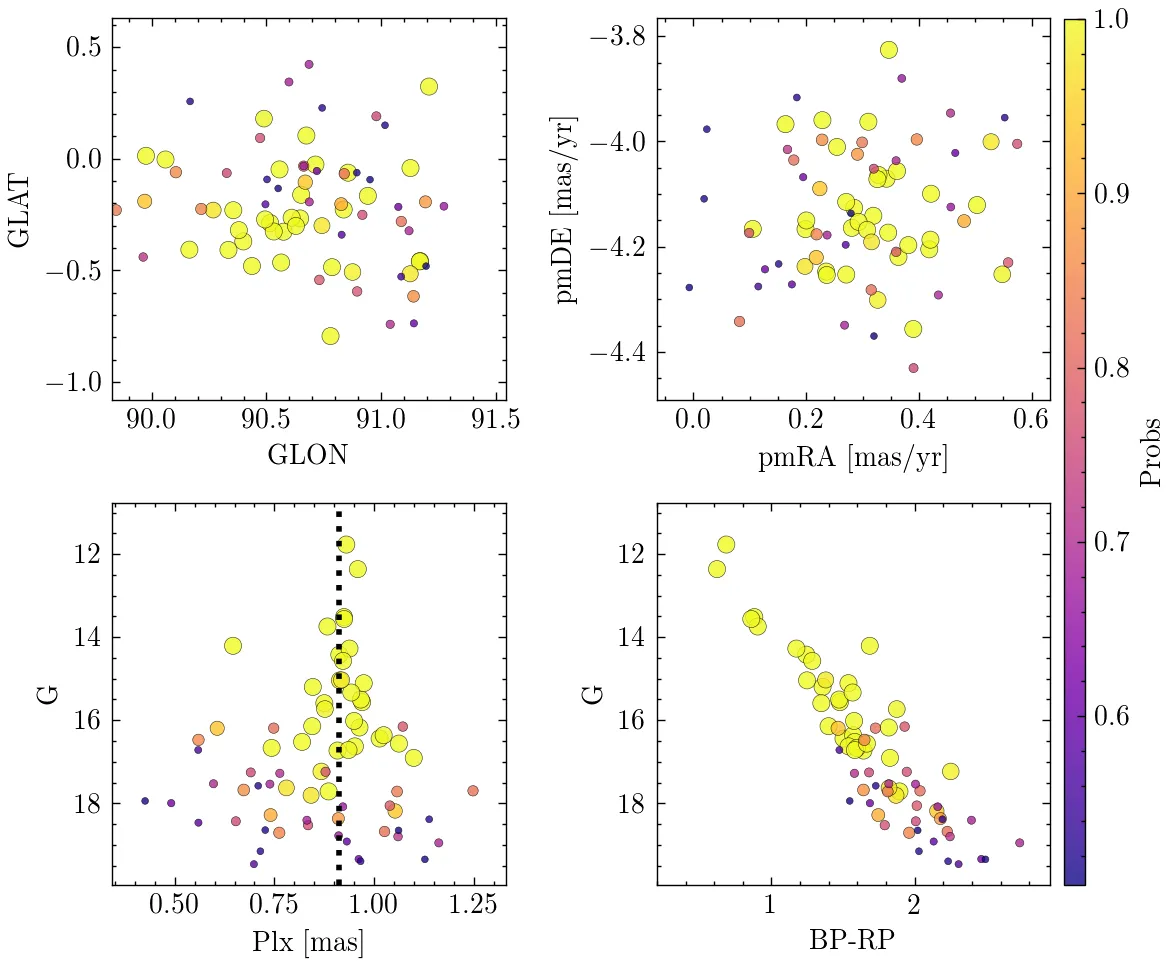 0.5
0.0
−0.5
−1.0
GLAT
90.0 90.5 91.0 91.5
GLON
−3.8
−4.0
−4.2
−4.4
pmDE [mas/yr]
0.0 0.2 0.4 0.6
pmRA [mas/yr]
12
14
16
18
G
0.50 0.75 1.00 1.25
Plx [mas]
12
14
16
18
G
1 2
BP-RP
1.0
0.9
0.8
0.7
0.6
Probs